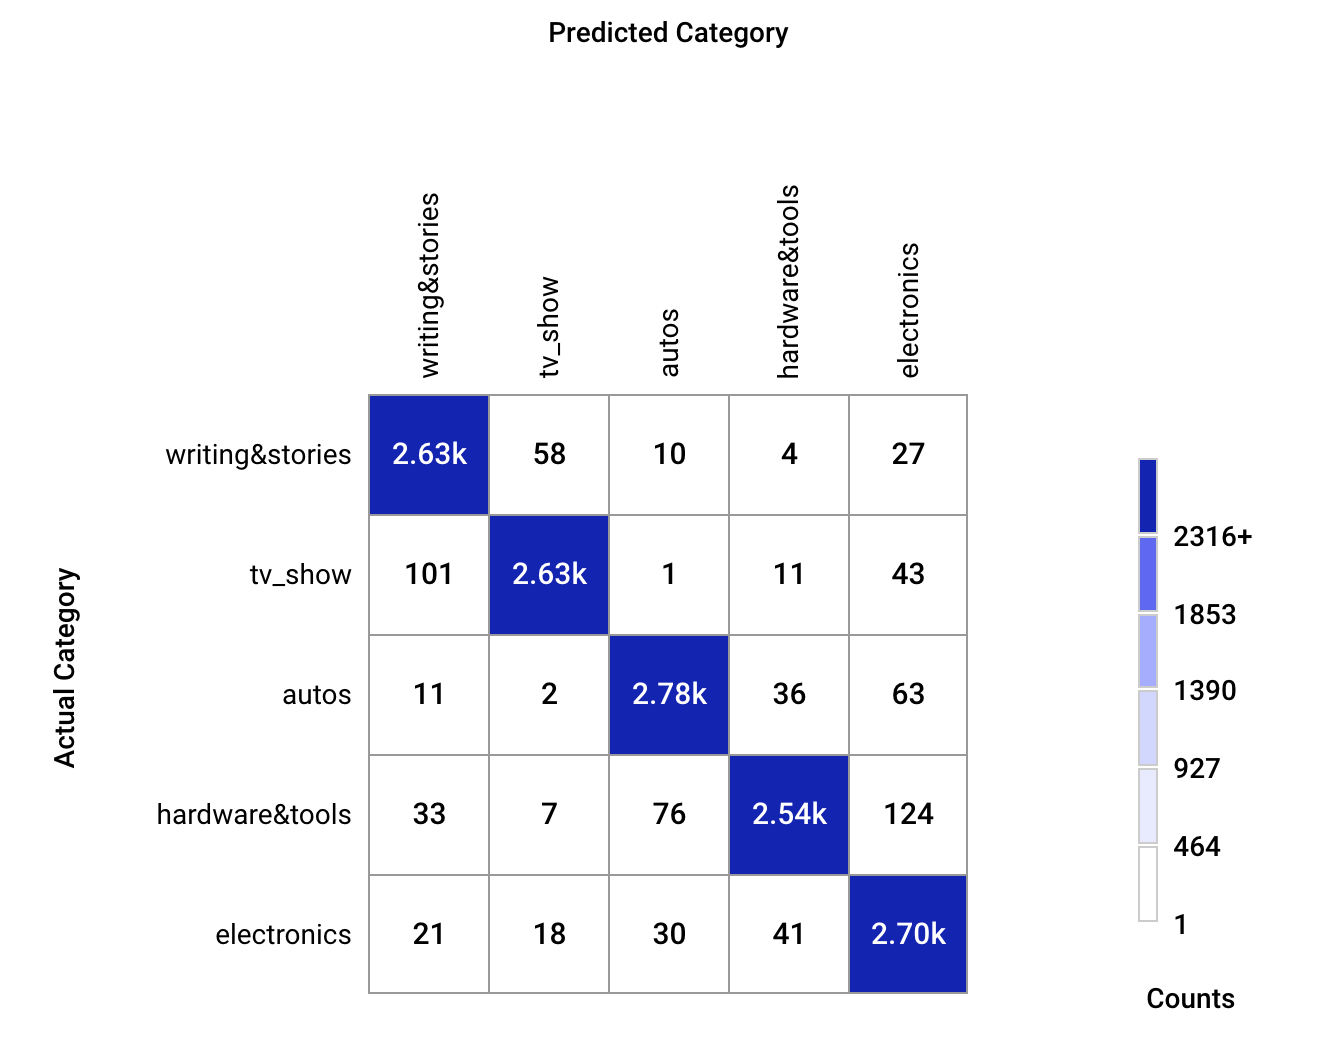 Predicted Category
writing&stories
tv_show
autos
hardware&tools
electronics
Actual Category
writing&stories 2.63k 58 10 4 27
tv_show 101 2.63k 1 11 43
autos 11 2 2.78k 36 63
hardware&tools 33 7 76 2.54k 124
electronics 21 18 30 41 2.70k
2316+
1853
1390
927
464
1
Counts